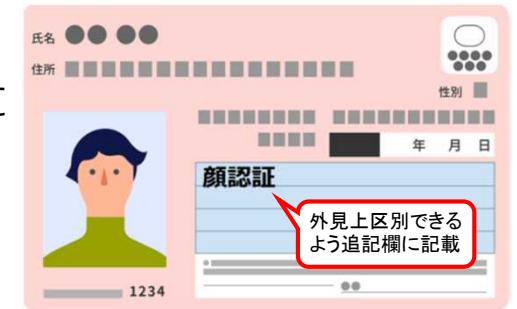 氏名
住所
性別
年 月 日
顔認証
外見上区別できる
よう追記欄に記載
1234